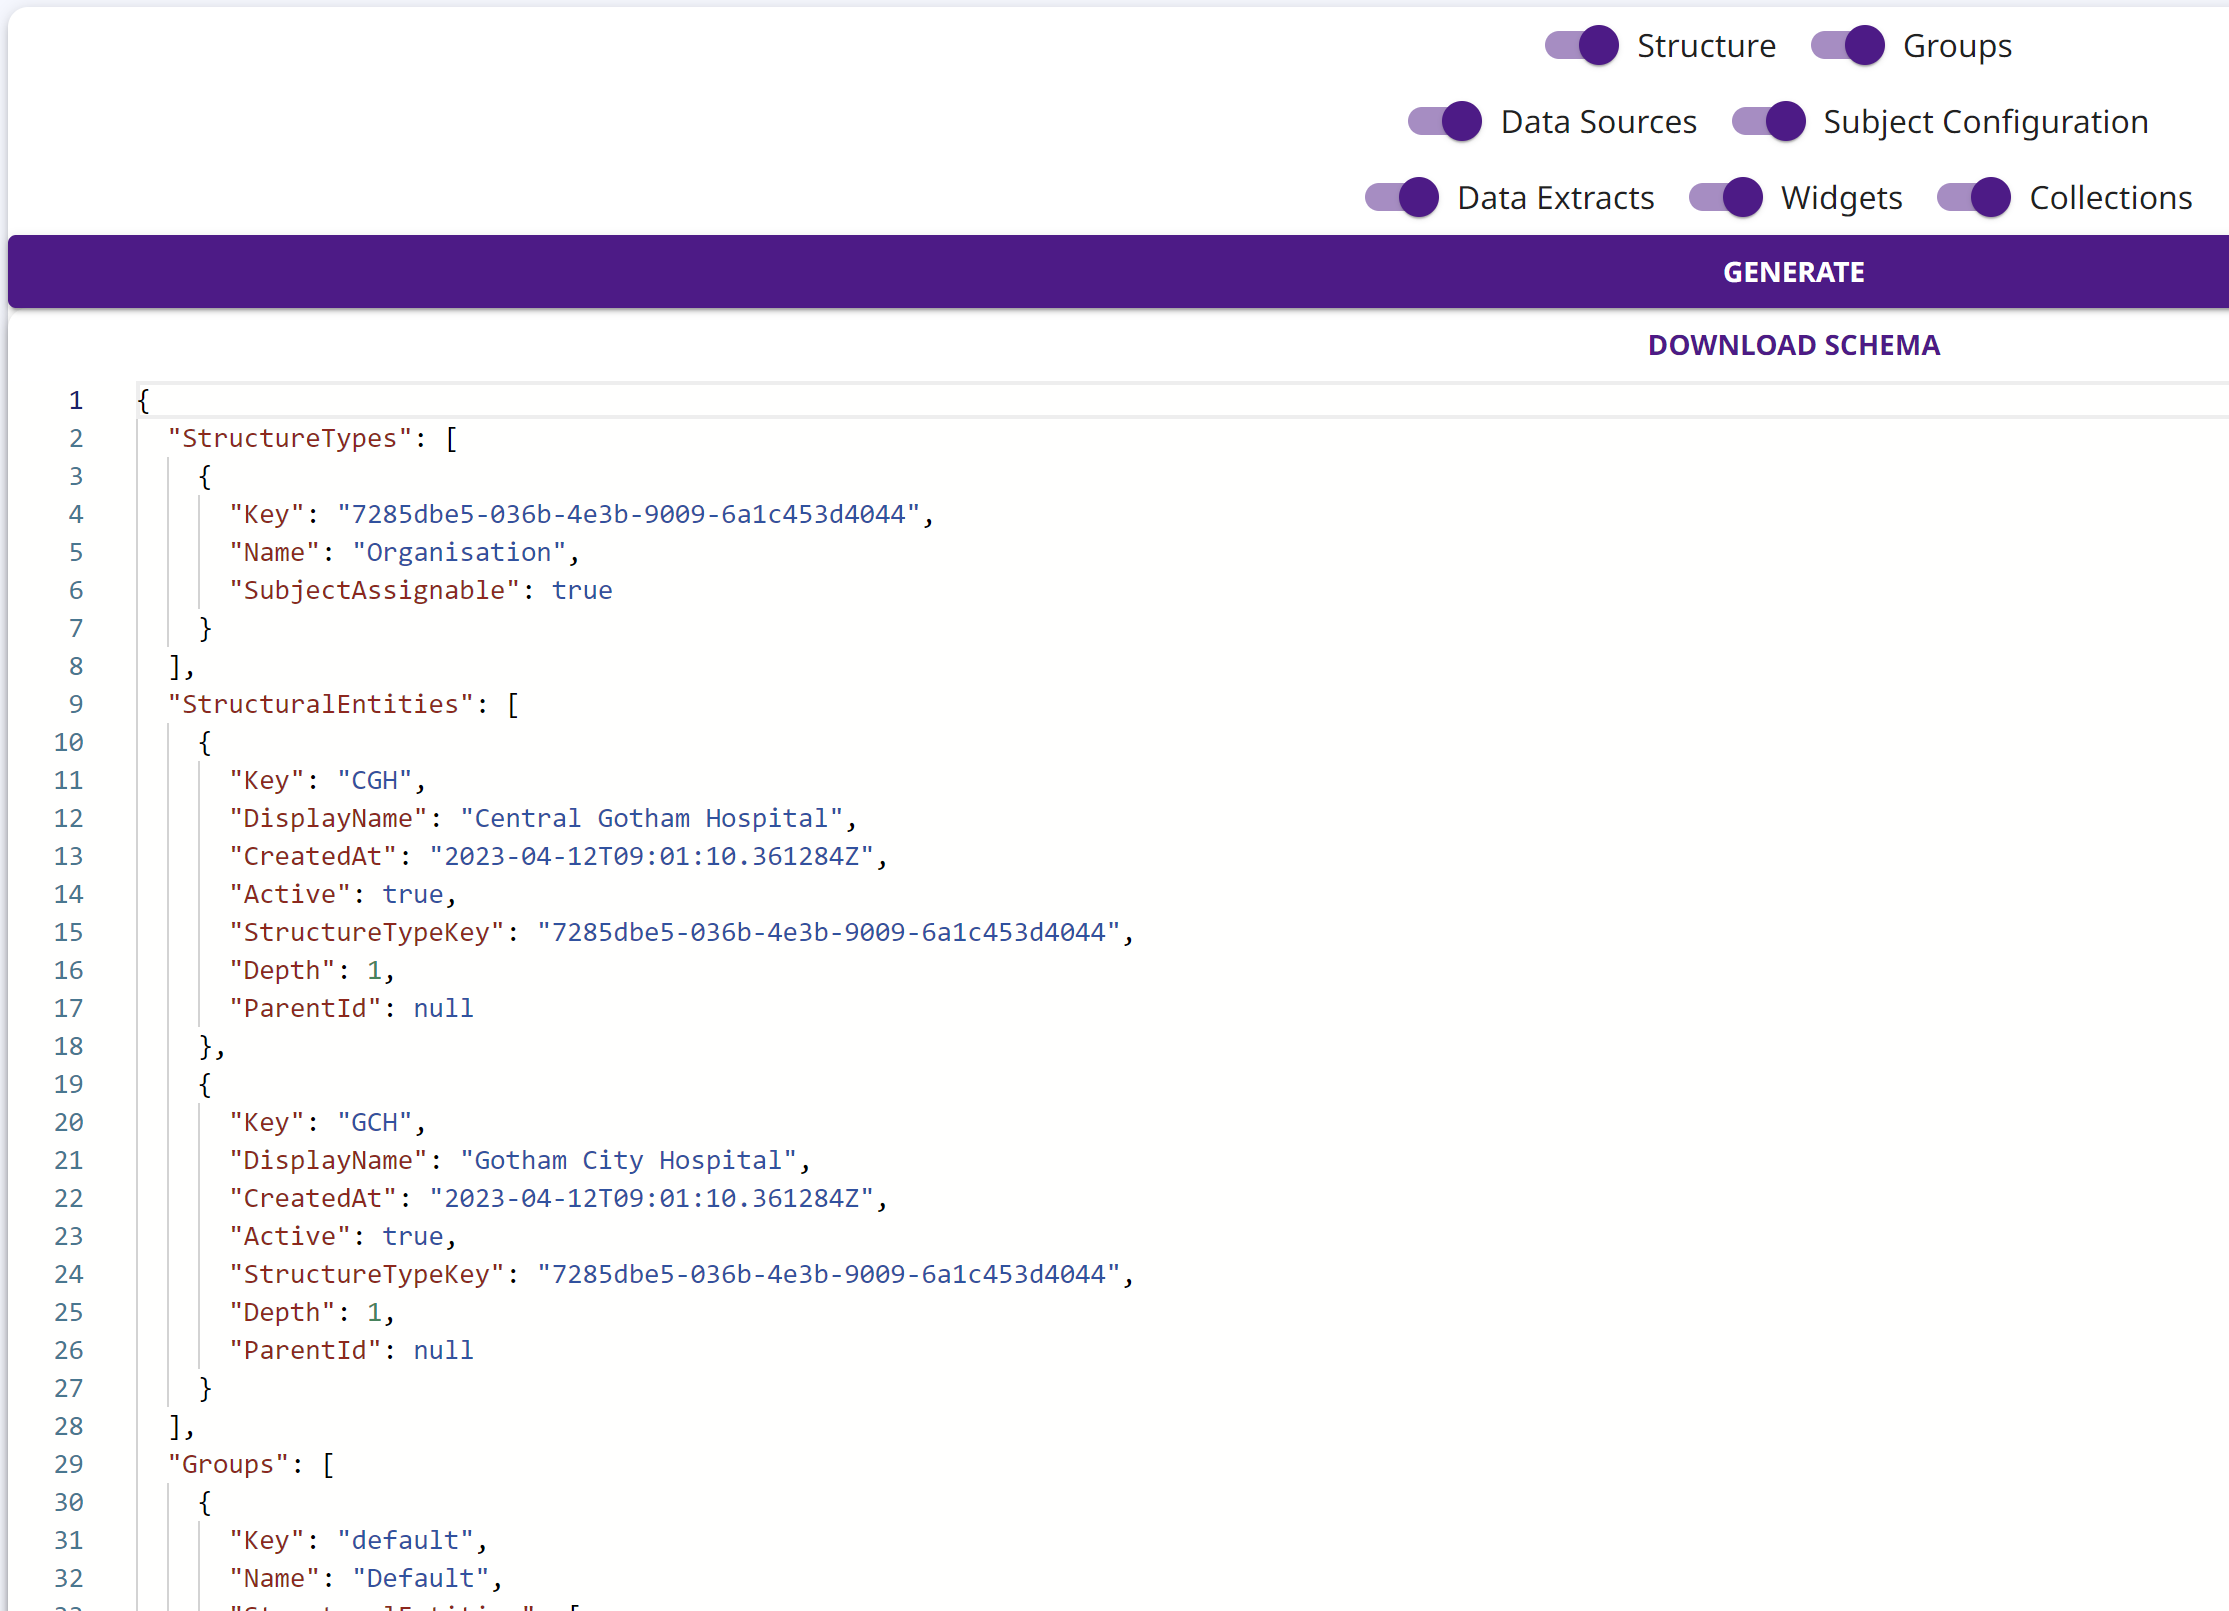 Structure Groups
Data Sources Subject Configuration
Data Extracts Widgets Collections
GENERATE
DOWNLOAD SCHEMA
1 {
2 "StructureTypes": [
3 {
4 "Key": "7285dbe5-036b-4e3b-9009-6a1c453d4044",
5 "Name": "Organisation",
6 "SubjectAssignable": true
7 }
8 ],
9 "StructuralEntities": [
10 {
11 "Key": "CGH",
12 "DisplayName": "Central Gotham Hospital",
13 "CreatedAt": "2023-04-12T09:01:10.361284Z",
14 "Active": true,
15 "StructureTypeKey": "7285dbe5-036b-4e3b-9009-6a1c453d4044",
16 "Depth": 1,
17 "ParentId": null
18 },
19 {
20 "Key": "GCH",
21 "DisplayName": "Gotham City Hospital",
22 "CreatedAt": "2023-04-12T09:01:10.361284Z",
23 "Active": true,
24 "StructureTypeKey": "7285dbe5-036b-4e3b-9009-6a1c453d4044",
25 "Depth": 1,
26 "ParentId": null
27 }
28 ],
29 "Groups": [
30 {
31 "Key": "default",
32 "Name": "Default",